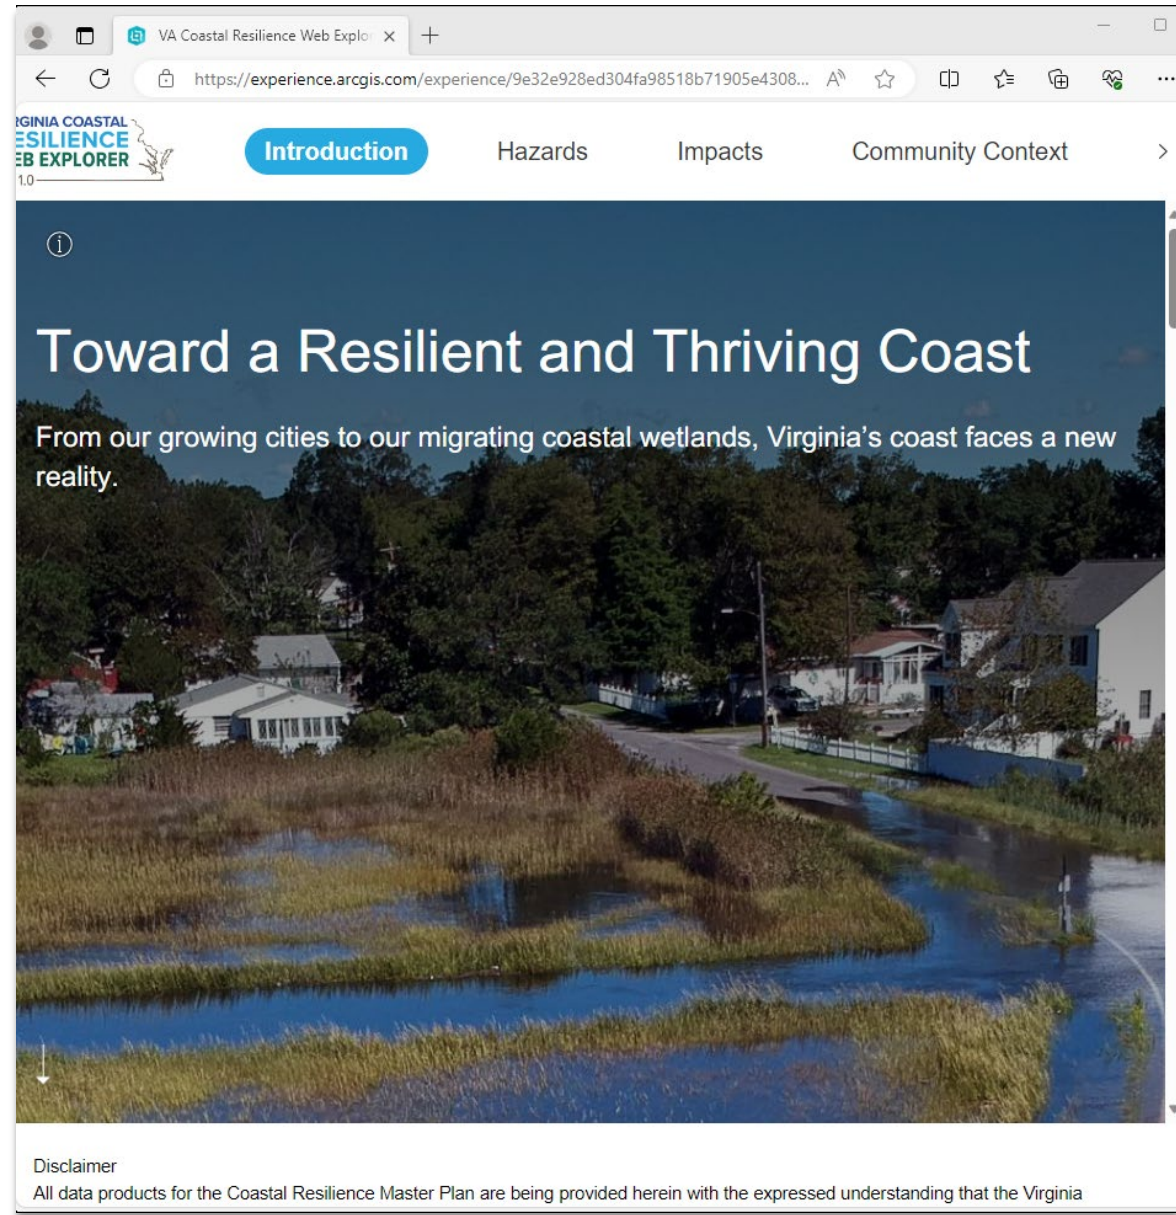 VA Coastal Resilience Web Explo
https://experience.arcgis.com/experience/9e32e928ed304fa98518b71905e4308...
RGINIA COASTAL
ESILIENCE
EB EXPLORER
1.0
Introduction
Hazards
Impacts
Community Context
Toward a Resilient and Thriving Coast
From our growing cities to our migrating coastal wetlands, Virginia's coast faces a new
reality.
Disclaimer
All data products for the Coastal Resilience Master Plan are being provided herein with the expressed understanding that the Virginia